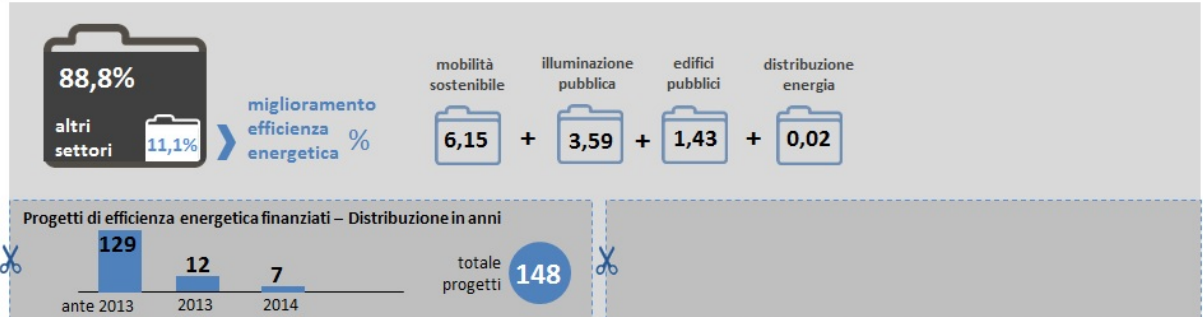 88,8%
altri
settori
11,1%
miglioramento
efficienza
energetica %
mobilità
sostenibile
6,15
+
illuminazione
pubblica
3,59
+
edifici
pubblici
1,43
+
distribuzione
energia
0,02
Progetti di efficienza energetica finanziati – Distribuzione in anni
129
12
7
ante 2013
2013
2014
totale
progetti
148